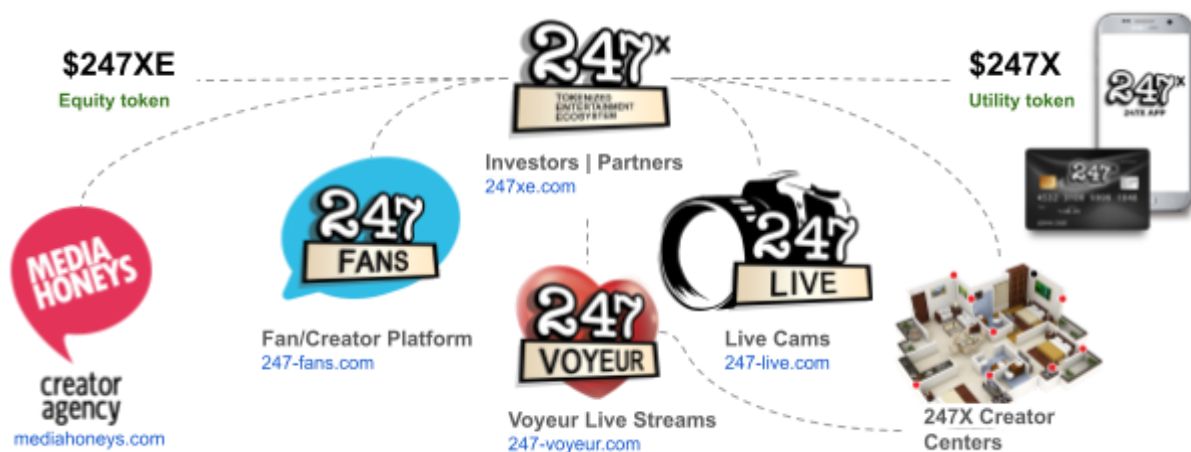 $247XE
Equity token
247X
TOKENIZED
ENTERTAINMENT
ECOSYSTEM
Investors | Partners
247xe.com
$247X
Utility token
247X
247X APP
247
MEDIA
HONEYS
creator
agency
mediahoneys.com
247
FANS
Fan/Creator Platform
247-fans.com
247
VOYEUR
Voyeur Live Streams
247-voyeur.com
247
LIVE
Live Cams
247-live.com
247X Creator
Centers